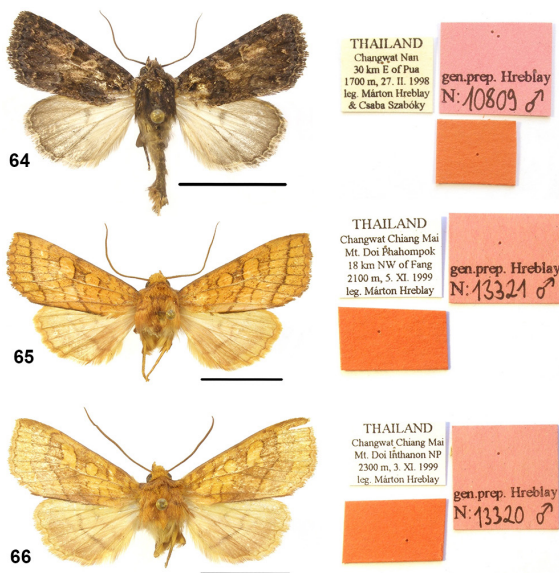 64
THAILAND
Changwat Nan
30 km E of Pua
1700 m, 27. II. 1998
leg. Márton Hreblay
& Csaba Szabóky
gen.prep. Hreblay
N: 10809 ♂
65
THAILAND
Changwat Chiang Mai
Mt. Doi Phahompok
18 km NW of Fang
2100 m, 5. XI. 1999
leg. Márton Hreblay
gen.prep. Hreblay
N: 13321 ♂
66
THAILAND
Changwat Chiang Mai
Mt. Doi Inthanon NP
2300 m, 3. XI. 1999
leg. Márton Hreblay
gen.prep. Hreblay
N: 13320 ♂